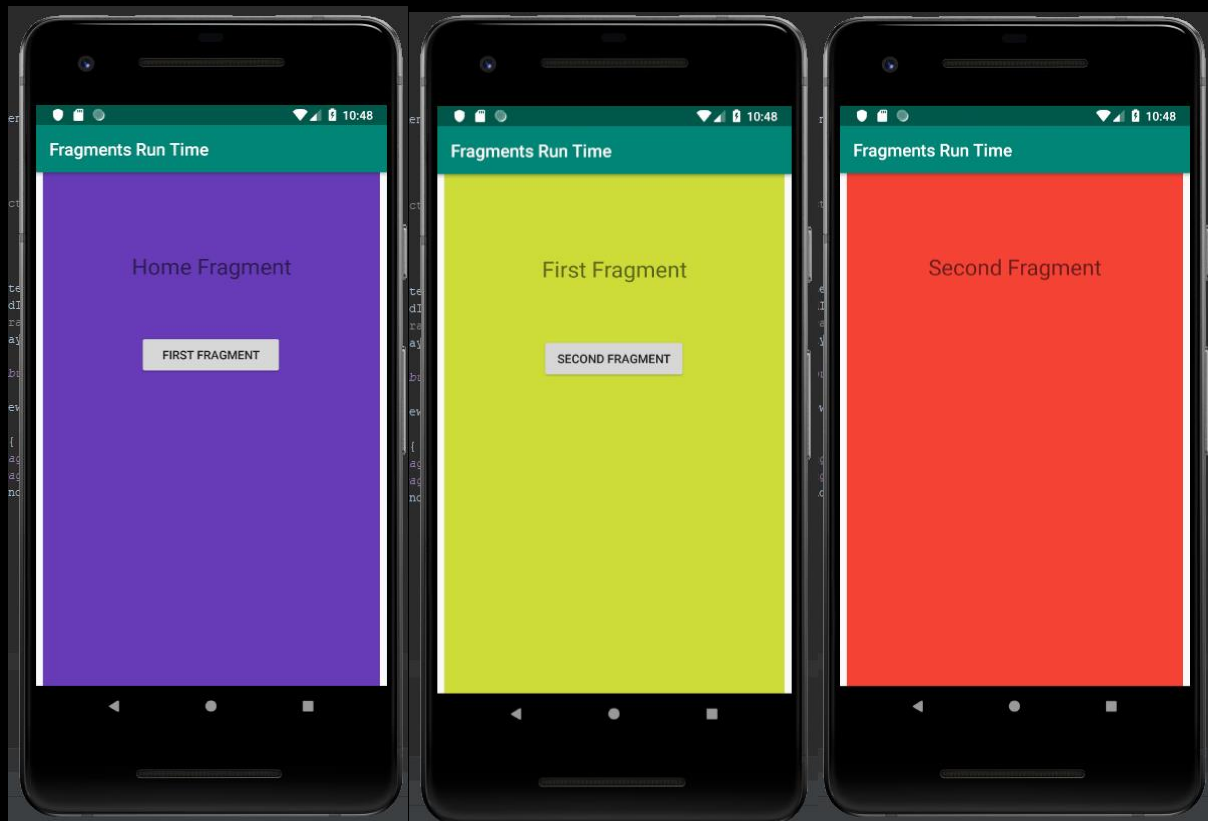 10:48
Fragments Run Time
Home Fragment
FIRST FRAGMENT
10:48
Fragments Run Time
First Fragment
SECOND FRAGMENT
10:48
Fragments Run Time
Second Fragment